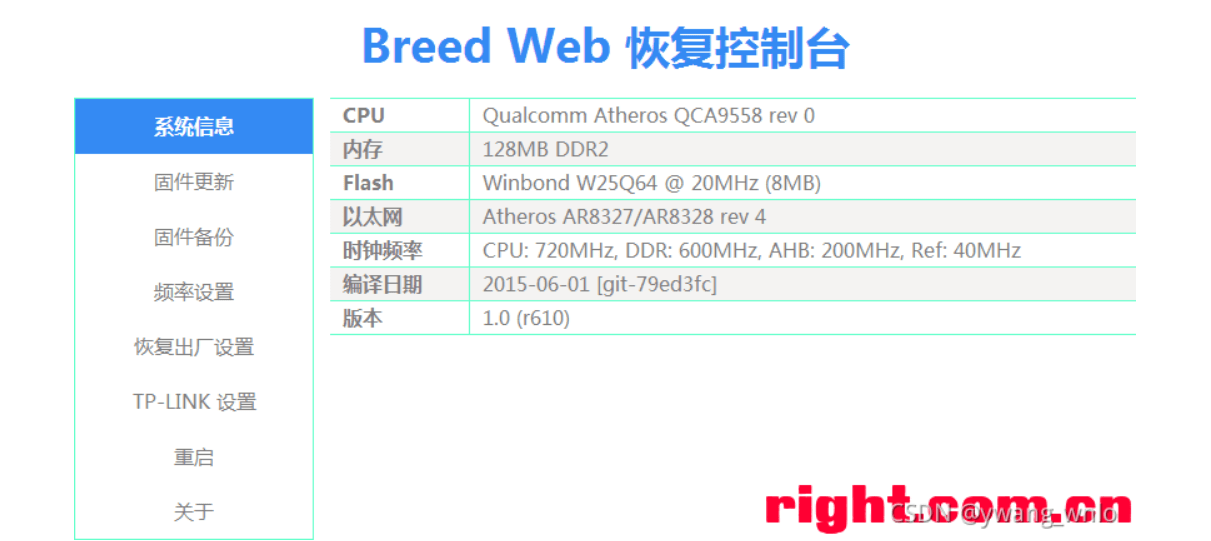 Breed Web 恢复控制台
系统信息
固件更新
固件备份
频率设置
恢复出厂设置
TP-LINK 设置
重启
关于
CPU Qualcomm Atheros QCA9558 rev 0
内存 128MB DDR2
Flash Winbond W25Q64 @ 20MHz (8MB)
以太网 Atheros AR8327/AR8328 rev 4
时钟频率 CPU: 720MHz, DDR: 600MHz, AHB: 200MHz, Ref: 40MHz
编译日期 2015-06-01 [git-79ed3fc]
版本 1.0 (r610)
right.com.cn
CSDN